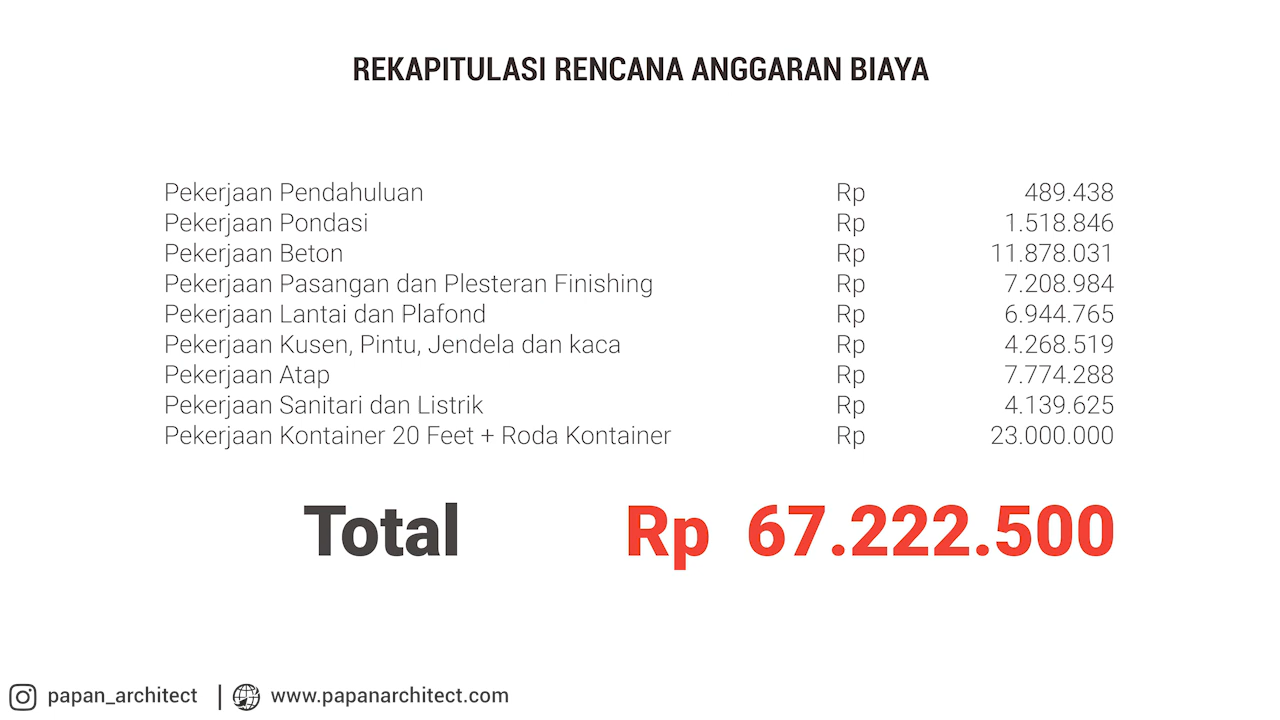 REKAPITULASI RENCANA ANGGARAN BIAYA
Pekerjaan Pendahuluan Rp 489.438
Pekerjaan Pondasi Rp 1.518.846
Pekerjaan Beton Rp 11.878.031
Pekerjaan Pasangan dan Plesteran Finishing Rp 7.208.984
Pekerjaan Lantai dan Plafond Rp 6.944.765
Pekerjaan Kusen, Pintu, Jendela dan kaca Rp 4.268.519
Pekerjaan Atap Rp 7.774.288
Pekerjaan Sanitari dan Listrik Rp 4.139.625
Pekerjaan Kontainer 20 Feet + Roda Kontainer Rp 23.000.000
Total Rp 67.222.500
papan_architect | www.papanarchitect.com